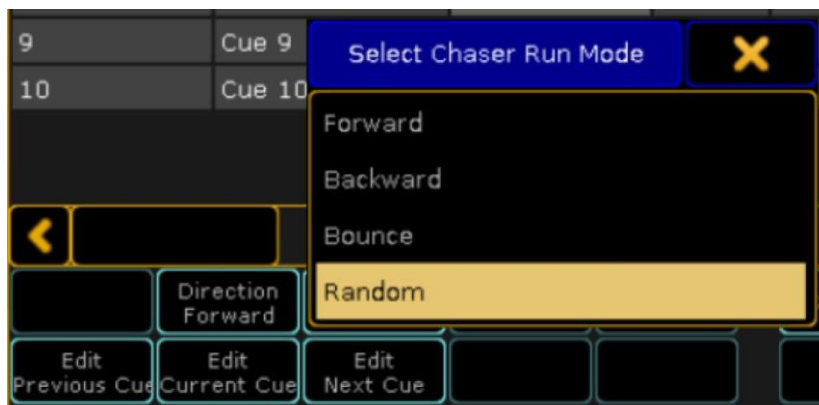 9 Cue 9
Select Chaser Run Mode
10 Cue 10
Forward
Backward
Bounce
Random
Direction
Forward
Edit
Previous Cue
Edit
Current Cue
Edit
Next Cue